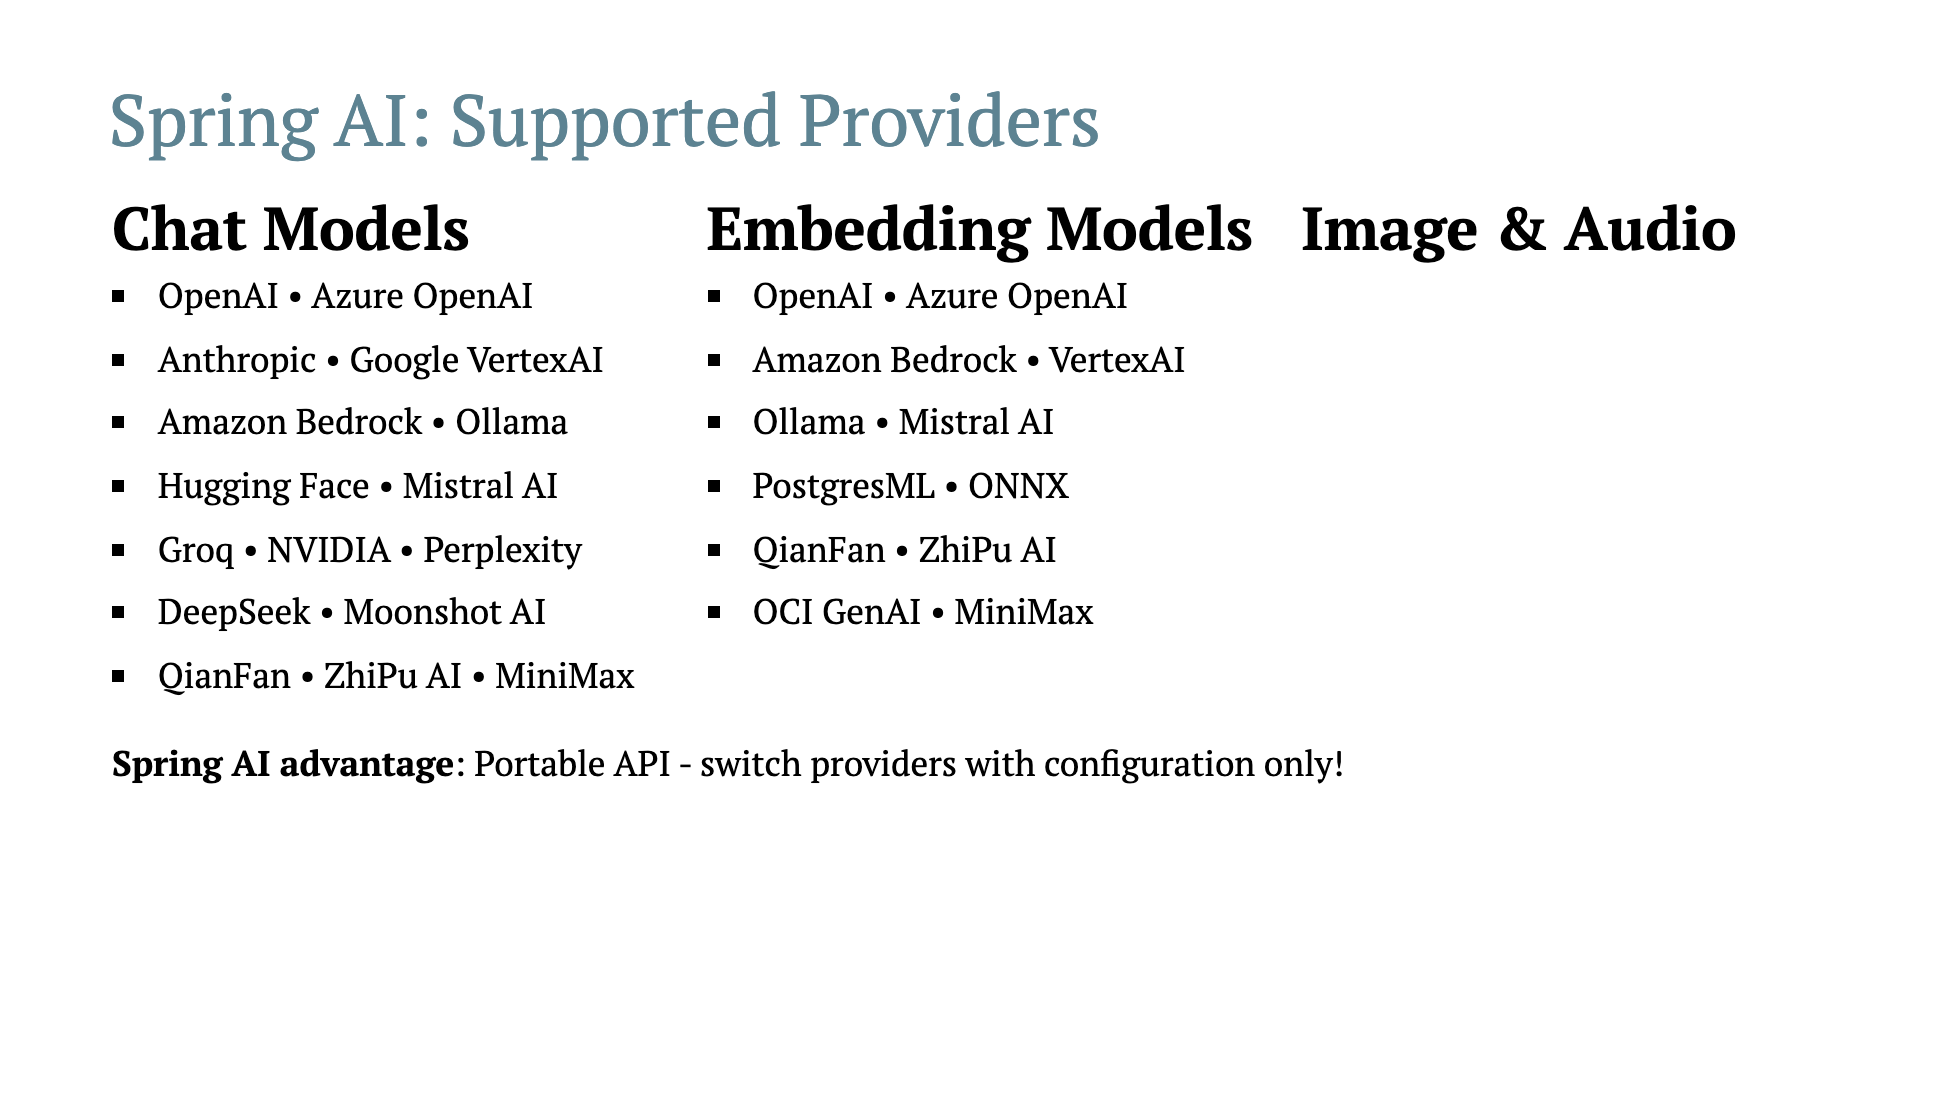 Spring AI: Supported Providers
Chat Models
▪ OpenAI • Azure OpenAI
▪ Anthropic • Google VertexAI
▪ Amazon Bedrock • Ollama
▪ Hugging Face • Mistral AI
▪ Groq • NVIDIA • Perplexity
▪ DeepSeek • Moonshot AI
▪ QianFan • ZhiPu AI • MiniMax
Embedding Models
▪ OpenAI • Azure OpenAI
▪ Amazon Bedrock • VertexAI
▪ Ollama • Mistral AI
▪ PostgresML • ONNX
▪ QianFan • ZhiPu AI
▪ OCI GenAI • MiniMax
Image & Audio
Spring AI advantage: Portable API - switch providers with configuration only!